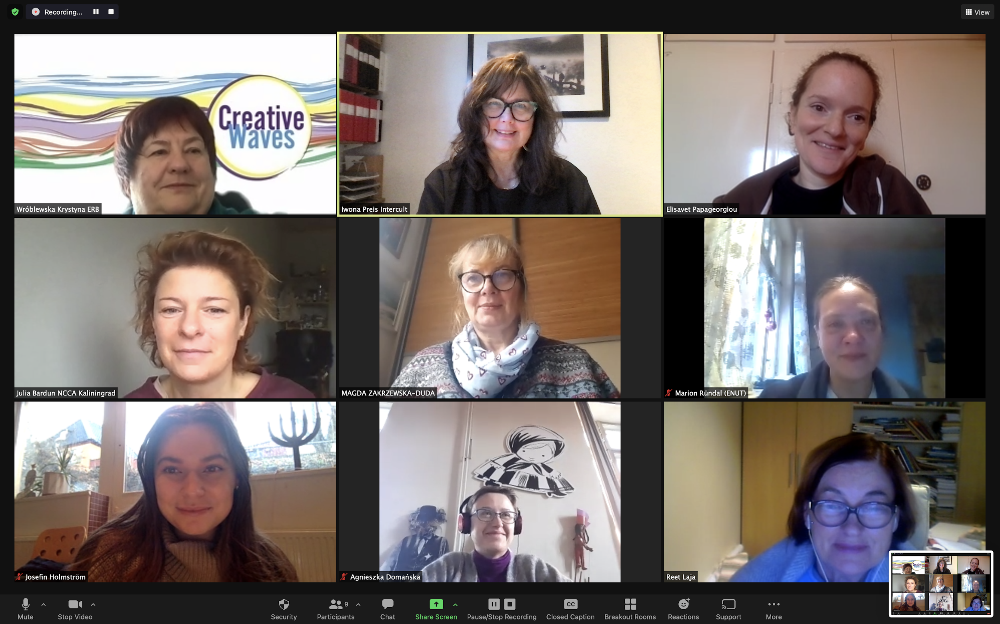 Recording...
View
Creative
Waves
Wróblewska Krystyna ERB
Iwona Preis Intercult
Elisavet Papageorgiou
Julia Bardun NCCA Kaliningrad
MAGDA ZAKRZEWSKA-DUDA
Marion Ründal (ENUT)
Josefin Holmström
Agnieszka Domańska
Reet Laja
Mute
Stop Video
Security
9
Participants
Chat
Share Screen
Pause/Stop Recording
CC
Closed Caption
Breakout Rooms
Reactions
Support
More